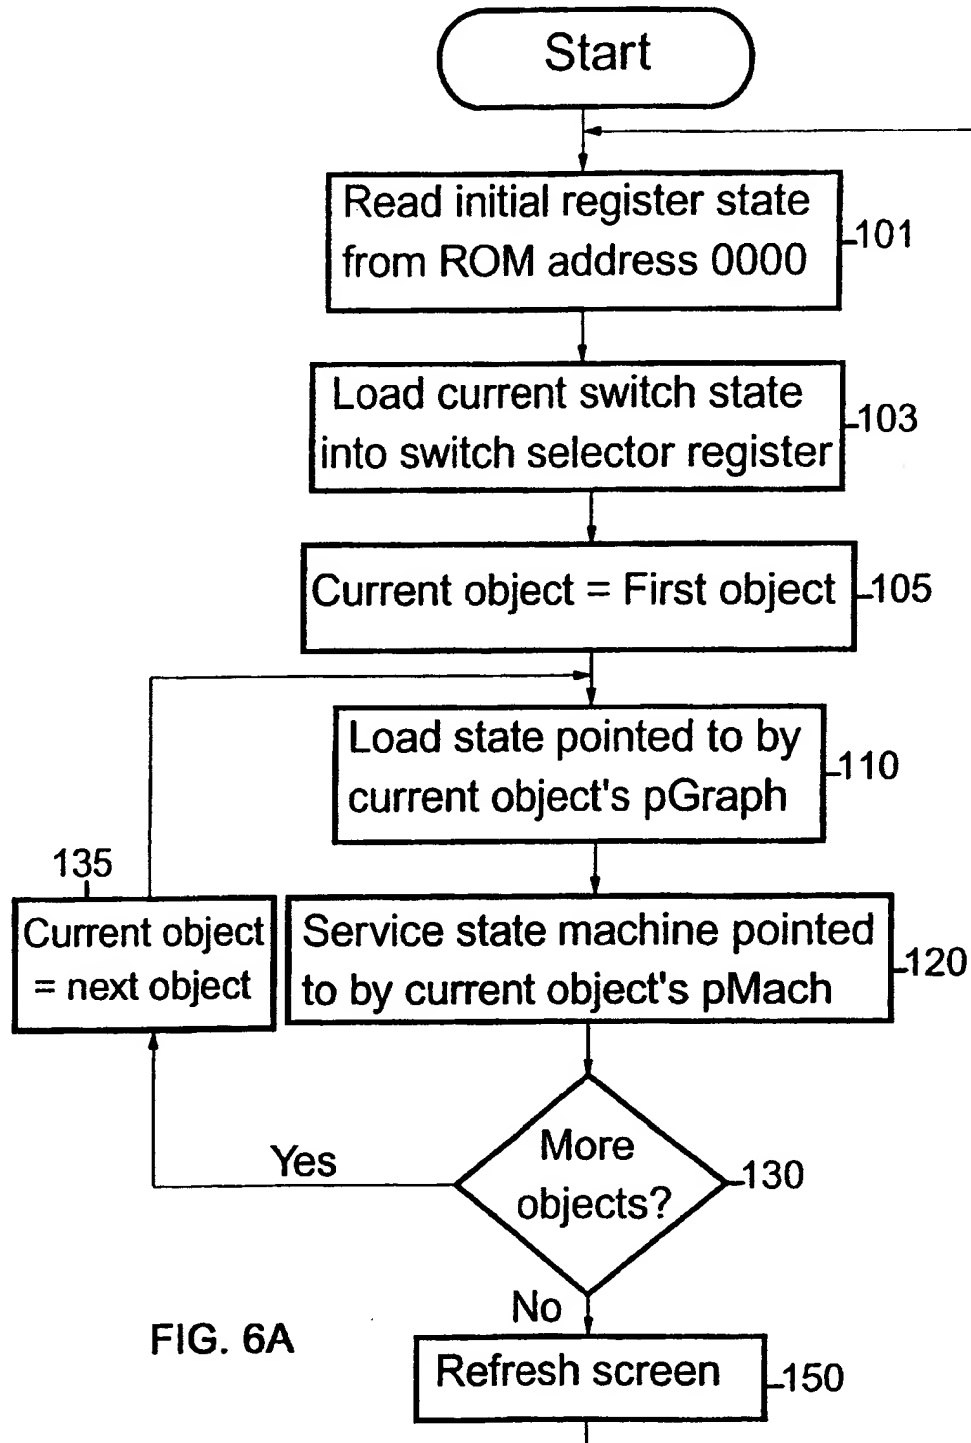 Start
Read initial register state
from ROM address 0000
101
Load current switch state
into switch selector register
103
Current object = First object
105
Load state pointed to by
current object's pGraph
110
135
Current object
= next object
Service state machine pointed
to by current object's pMach
120
More
objects?
130
Yes
No
FIG. 6A
Refresh screen
150